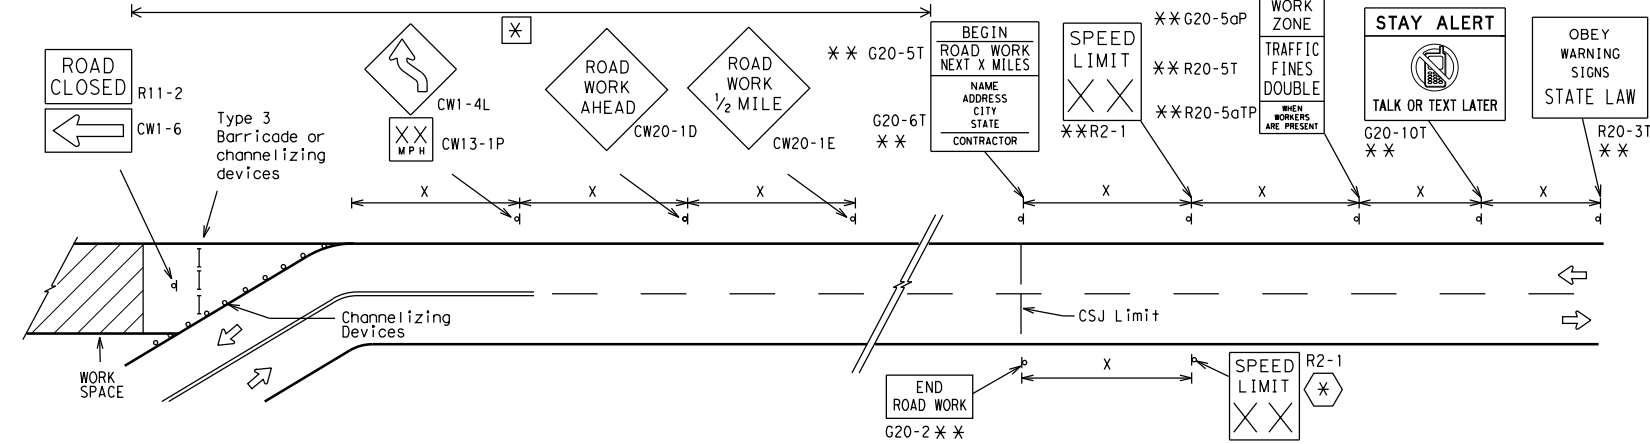 ROAD
CLOSED
R11-2
CW1-6
Type 3
Barricade or
channelizing
devices
CW1-4L
XX
MPH
CW13-1P
*
ROAD
WORK
AHEAD
CW20-1D
ROAD
WORK
1/2 MILE
CW20-1E
** G20-5T
BEGIN
ROAD WORK
NEXT X MILES
NAME
ADDRESS
CITY
STATE
CONTRACTOR
G20-6T
**
SPEED
LIMIT
XX
**R2-1
**G20-5aP
WORK
ZONE
**R20-5T
TRAFFIC
FINES
DOUBLE
**R20-5aTP
WHEN
WORKERS
ARE PRESENT
STAY ALERT
TALK OR TEXT LATER
G20-10T
**
OBEY
WARNING
SIGNS
STATE LAW
R20-3T
**
X
X
X
X
X
X
X
Channelizing
Devices
CSJ Limit
WORK
SPACE
X
END
ROAD WORK
G20-2 **
SPEED
LIMIT
XX
R2-1
*